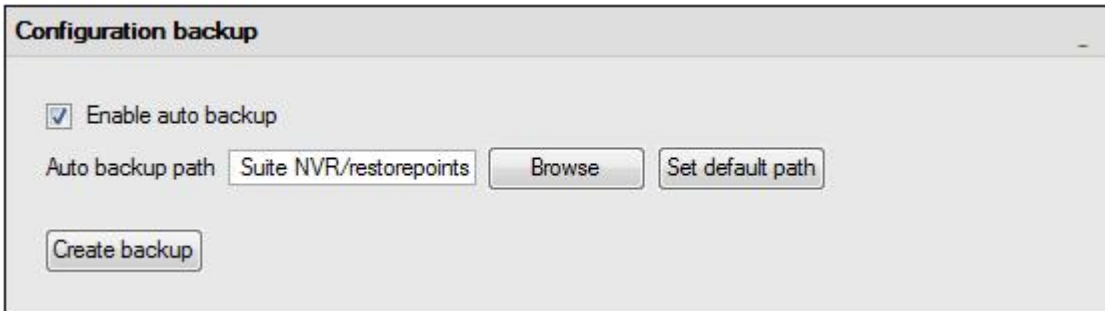 Configuration backup
Enable auto backup
Auto backup path Suite NVR/restorepoints Browse Set default path
Create backup